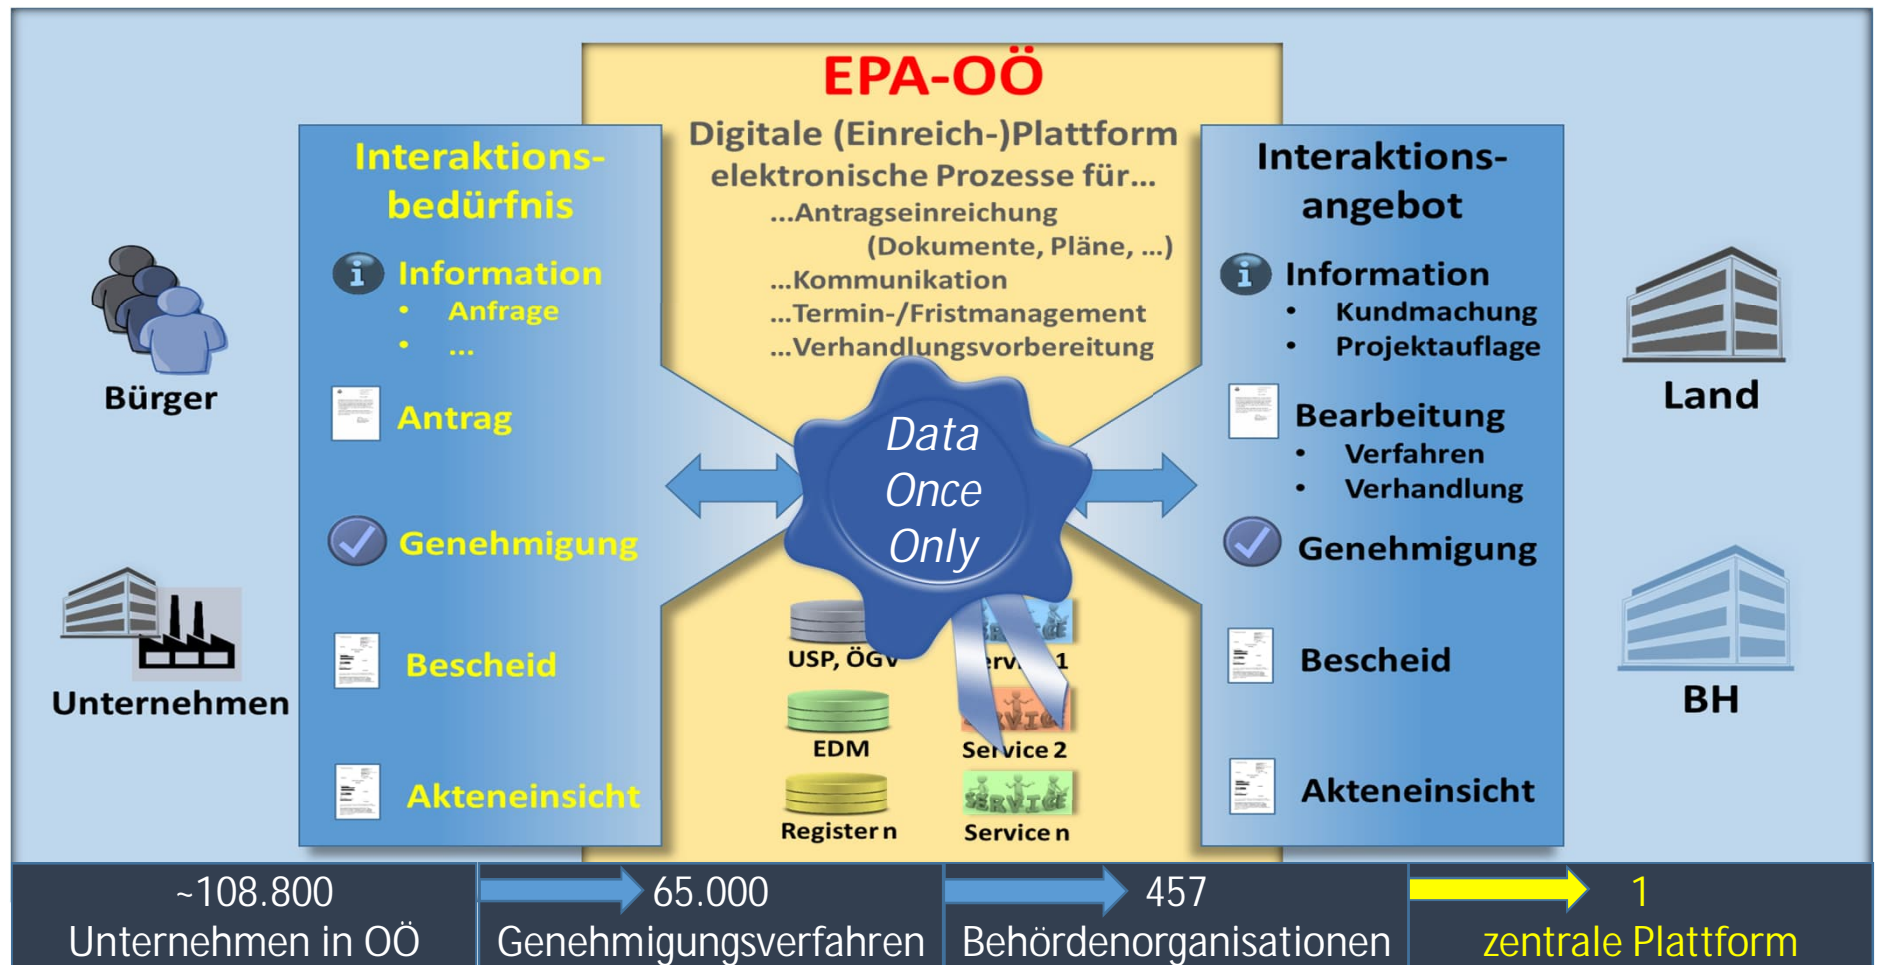 EPA-OÖ
Digitale (Einreich-)Plattform
elektronische Prozesse für...
...Antragseinreichung
(Dokumente, Pläne, ...)
...Kommunikation
...Termin-/Fristmanagement
...Verhandlungsvorbereitung
Bürger
Unternehmen
Interaktions-
bedürfnis
Information
• Anfrage
• ...
Antrag
Genehmigung
Bescheid
Akteneinsicht
Data
Once
Only
USP, ÖGV
Service 1
EDM
Service 2
Register n
SERVICE
Service n
Interaktions-
angebot
Information
• Kundmachung
• Projektauflage
Bearbeitung
• Verfahren
• Verhandlung
Genehmigung
Bescheid
Akteneinsicht
Land
BH
~108.800
Unternehmen in OÖ
65.000
Genehmigungsverfahren
457
Behördenorganisationen
1
zentrale Plattform